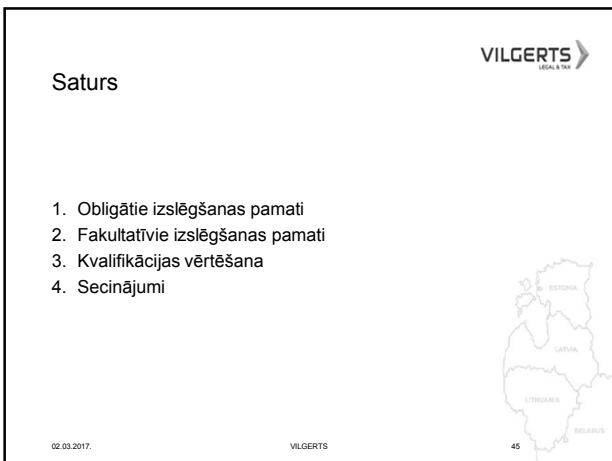 VILGERTS
LEGAL & TAX
Saturs
1. Obligātie izslēgšanas pamati
2. Fakultatīvie izslēgšanas pamati
3. Kvalifikācijas vērtēšana
4. Secinājumi
ESTONIA
LATVIA
LITHUANIA
BELARUS
02.03.2017.
VILGERTS
45